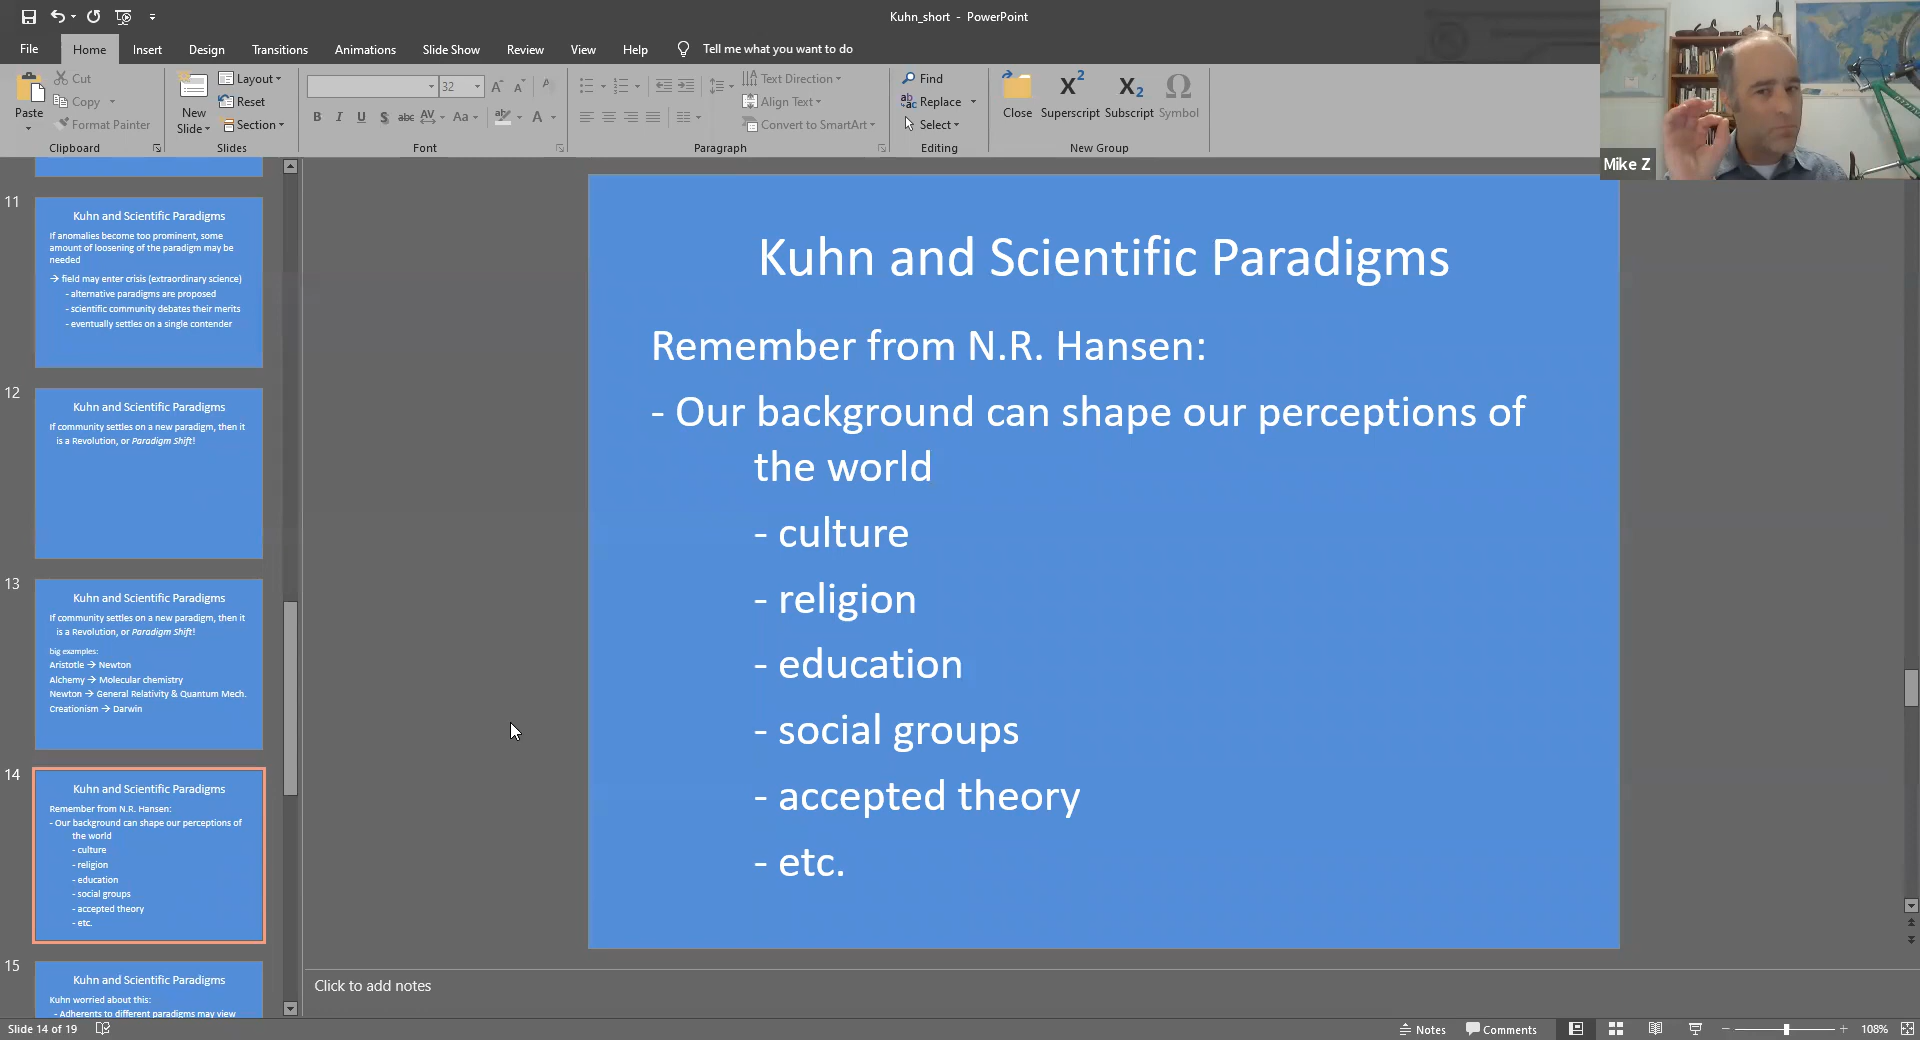 Kuhn_short - PowerPoint
File Home Insert Design Transitions Animations Slide Show Review View Help Tell me what you want to do
Paste
Cut
Copy
Format Painter
Clipboard
New
Slide
Layout
Reset
Section
Slides
32
B I U S abc AV Aa A
Font
Text Direction
Align Text
Convert to SmartArt
Paragraph
Find
Replace
Select
Editing
Close
X² Superscript
X₂ Subscript
Ω Symbol
New Group
Mike Z
11
Kuhn and Scientific Paradigms
If anomalies become too prominent, some
amount of loosening of the paradigm may be
needed
→ field may enter crisis (extraordinary science)
- alternative paradigms are proposed
- scientific community debates their merits
- eventually settles on a single contender
12
Kuhn and Scientific Paradigms
If community settles on a new paradigm, then it
is a Revolution, or Paradigm Shift!
13
Kuhn and Scientific Paradigms
If community settles on a new paradigm, then it
is a Revolution, or Paradigm Shift!
big examples:
Aristotle → Newton
Alchemy → Molecular chemistry
Newton → General Relativity & Quantum Mech.
Creationism → Darwin
14
Kuhn and Scientific Paradigms
Remember from N.R. Hansen:
- Our background can shape our perceptions of
the world
- culture
- religion
- education
- social groups
- accepted theory
- etc.
15
Kuhn and Scientific Paradigms
Kuhn worried about this:
- Adherents to different paradigms may view
Kuhn and Scientific Paradigms
Remember from N.R. Hansen:
- Our background can shape our perceptions of
the world
- culture
- religion
- education
- social groups
- accepted theory
- etc.
Click to add notes
Slide 14 of 19
Notes Comments 108%